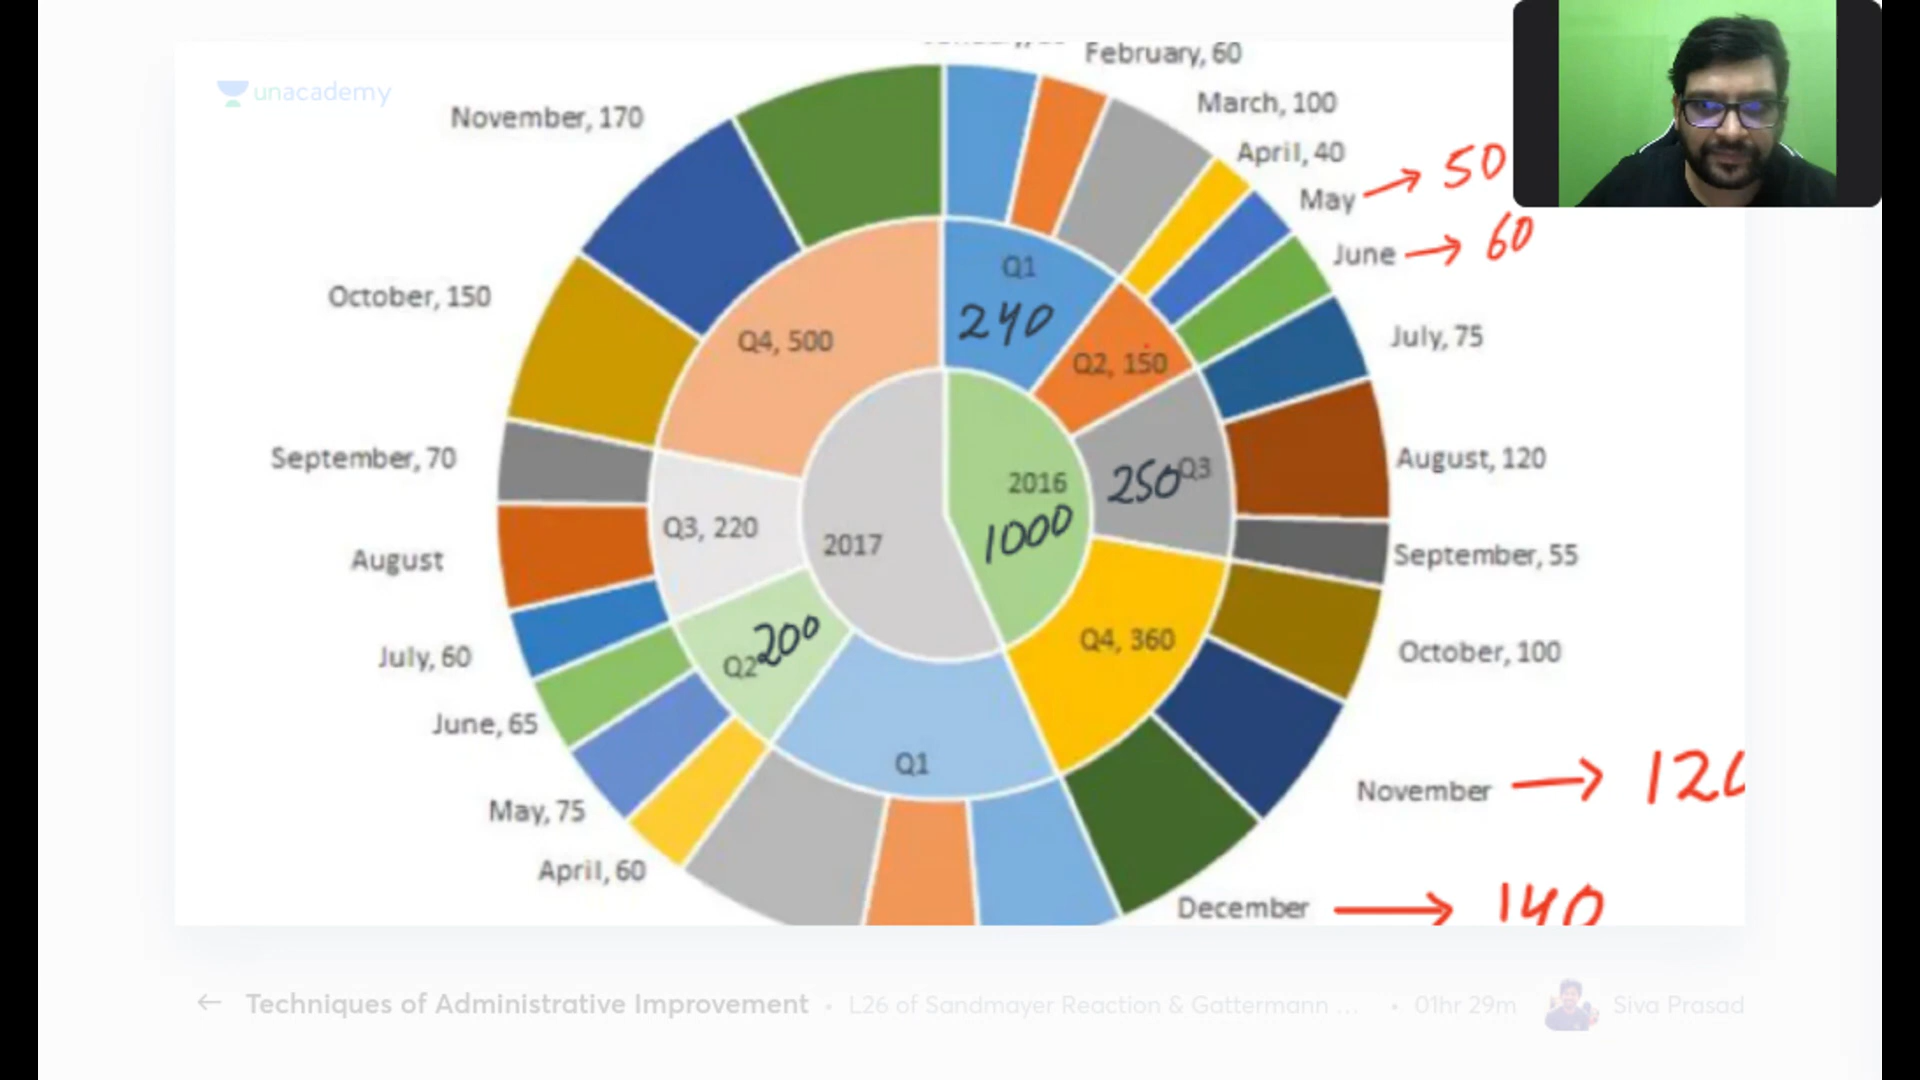 unacademy
February, 60
November, 170
March, 100
April, 40
May → 50
June → 60
Q1
240
October, 150
Q4, 500
Q2, 150
July, 75
September, 70
August, 120
2016
1000
250 Q3
Q3, 220
2017
August
September, 55
Q2 200
Q4, 360
July, 60
October, 100
June, 65
Q1
May, 75
November →
April, 60
December → 140
← Techniques of Administrative Improvement • L26 of Sandmayer Reaction & Gattermann ... • 01hr 29m Siva Prasad